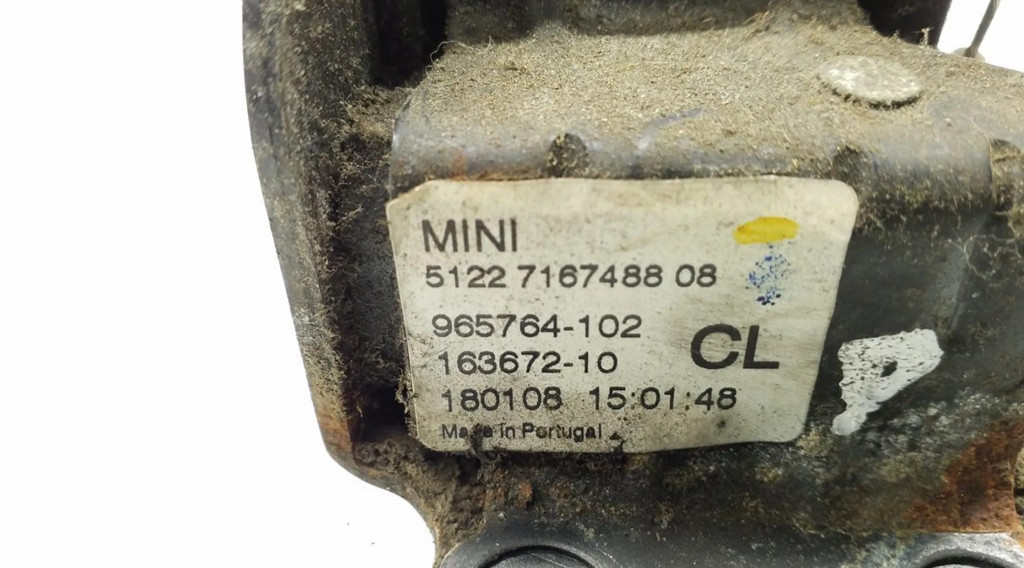 MINI
5122 7167488 08
965764-102
163672-10 CL
180108 15:01:48
Made in Portugal
P